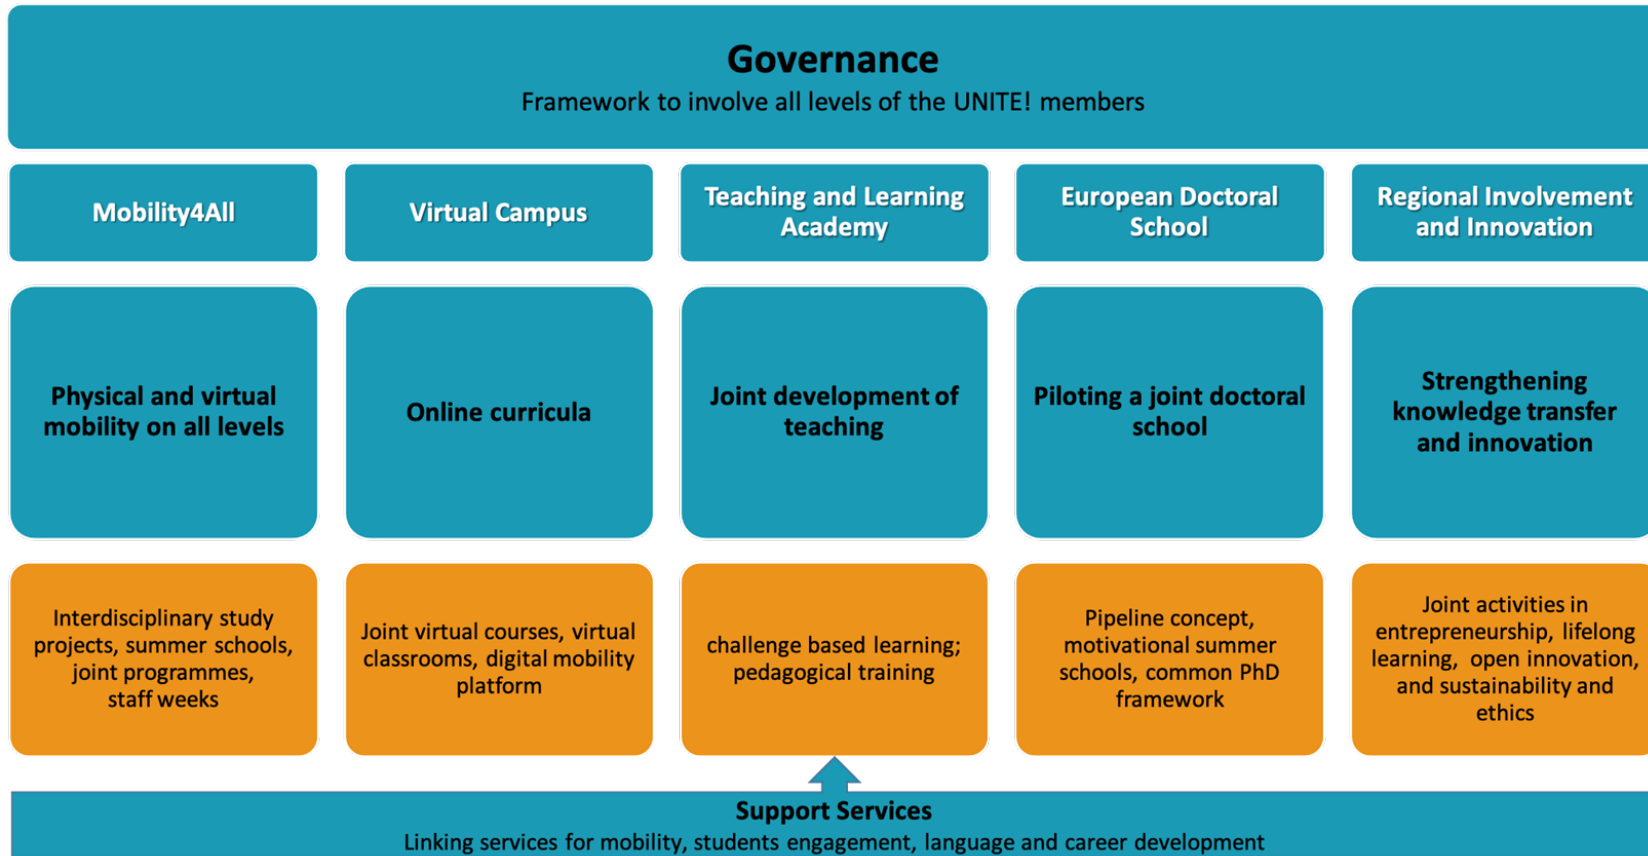 Governance
Framework to involve all levels of the UNITE! members
Mobility4All
Virtual Campus
Teaching and Learning
Academy
European Doctoral
School
Regional Involvement
and Innovation
Physical and virtual
mobility on all levels
Online curricula
Joint development of
teaching
Piloting a joint doctoral
school
Strengthening
knowledge transfer
and innovation
Interdisciplinary study
projects, summer schools,
joint programmes,
staff weeks
Joint virtual courses, virtual
classrooms, digital mobility
platform
challenge based learning;
pedagogical training
Pipeline concept,
motivational summer
schools, common PhD
framework
Joint activities in
entrepreneurship, lifelong
learning, open innovation,
and sustainability and
ethics
Support Services
Linking services for mobility, students engagement, language and career development